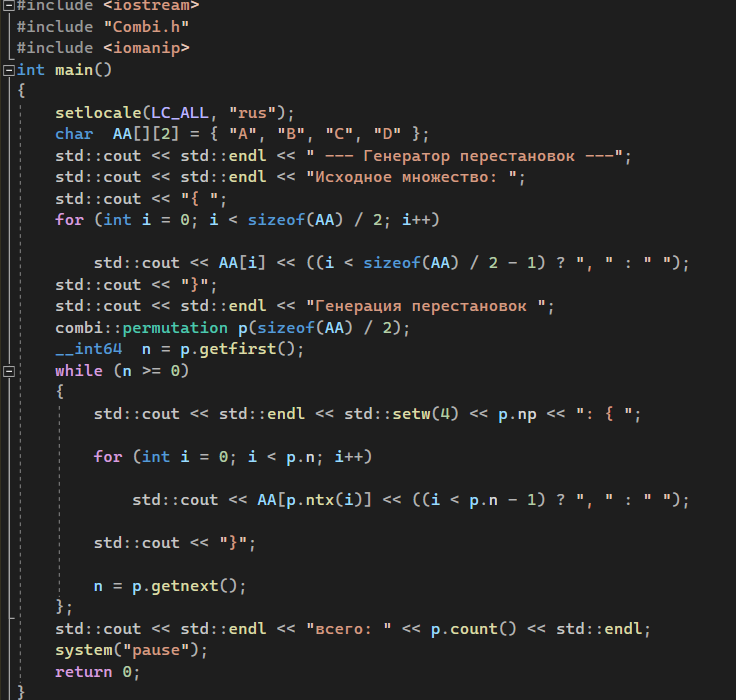 #include <iostream>
#include "Combi.h"
#include <iomanip>
int main()
{
setlocale(LC_ALL, "rus");
char  AA[][2] = { "A", "B", "C", "D" };
std::cout << std::endl << " --- Генератор перестановок ---";
std::cout << std::endl << "Исходное множество: ";
std::cout << "{ ";
for (int i = 0; i < sizeof(AA) / 2; i++)
std::cout << AA[i] << ((i < sizeof(AA) / 2 - 1) ? ", " : " ");
std::cout << "}";
std::cout << std::endl << "Генерация перестановок ";
combi::permutation p(sizeof(AA) / 2);
__int64  n = p.getfirst();
while (n >= 0)
{
std::cout << std::endl << std::setw(4) << p.np << ": { ";
for (int i = 0; i < p.n; i++)
std::cout << AA[p.ntx(i)] << ((i < p.n - 1) ? ", " : " ");
std::cout << "}";
n = p.getnext();
};
std::cout << std::endl << "всего: " << p.count() << std::endl;
system("pause");
return 0;
}